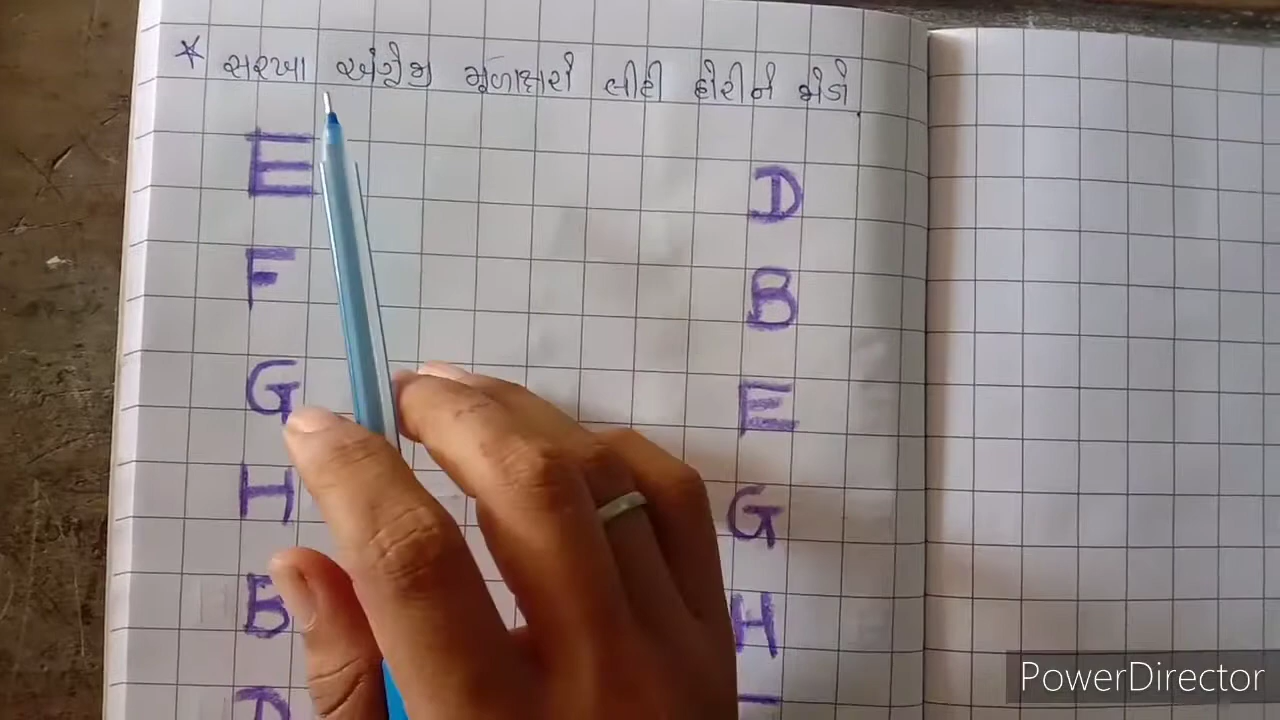 * સરખા અંગ્રેજી મૂળાક્ષરો લીટી દોરીને જોડો.
E D
F B
G E
H G
B H
D
PowerDirector